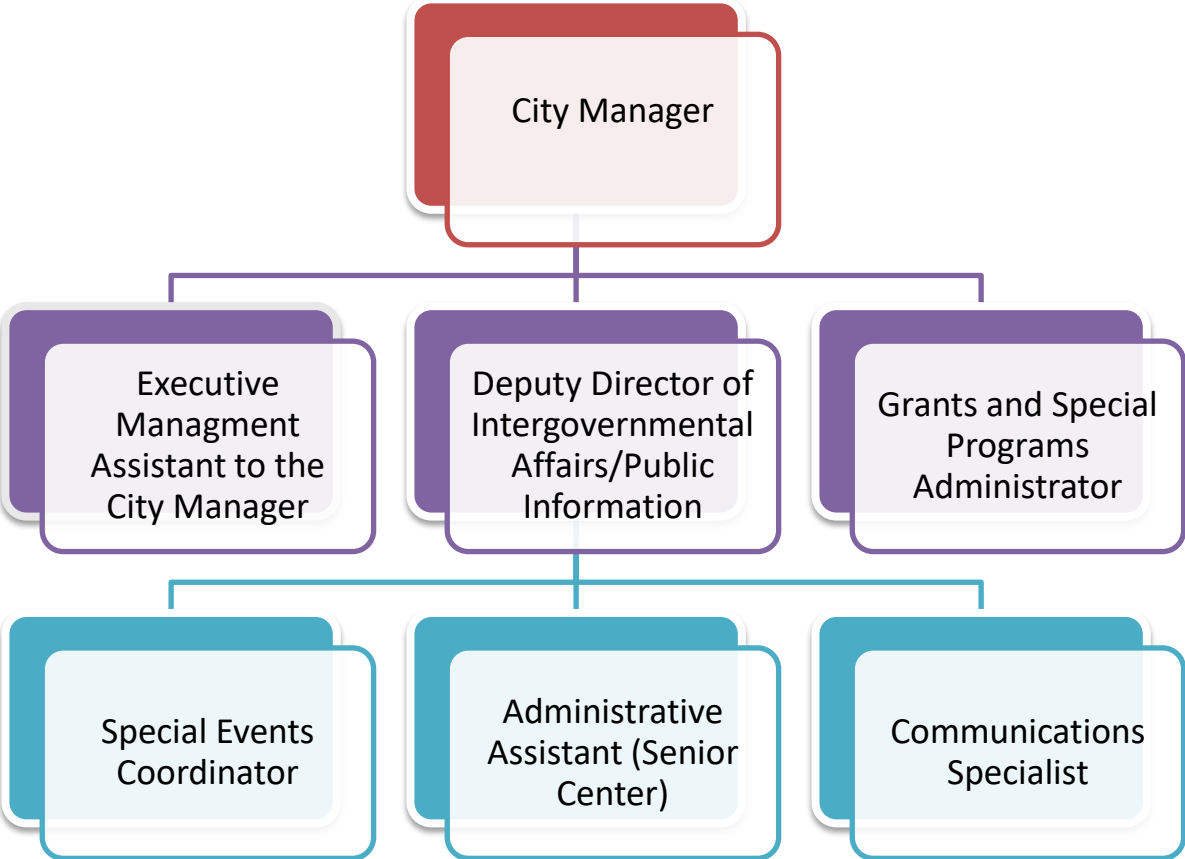 City Manager
Executive
Managment
Assistant to the
City Manager
Deputy Director of
Intergovernmental
Affairs/Public
Information
Grants and Special
Programs
Administrator
Special Events
Coordinator
Administrative
Assistant (Senior
Center)
Communications
Specialist